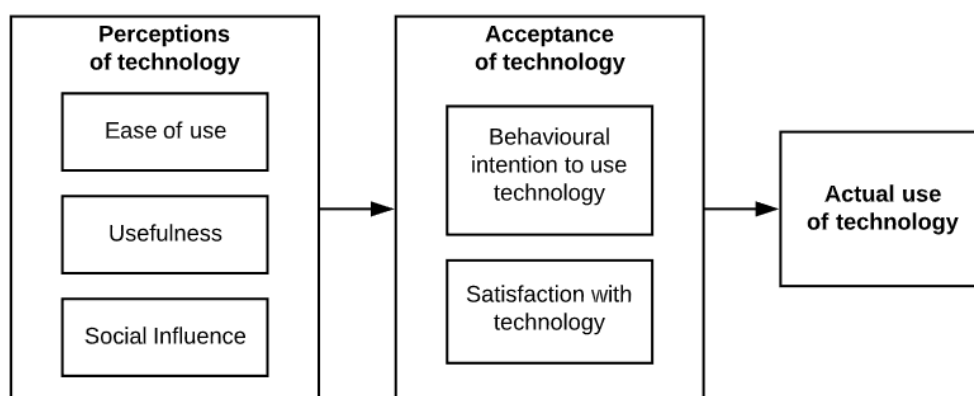 Perceptions
of technology
Ease of use
Usefulness
Social Influence
Acceptance
of technology
Behavioural
intention to use
technology
Satisfaction with
technology
Actual use
of technology